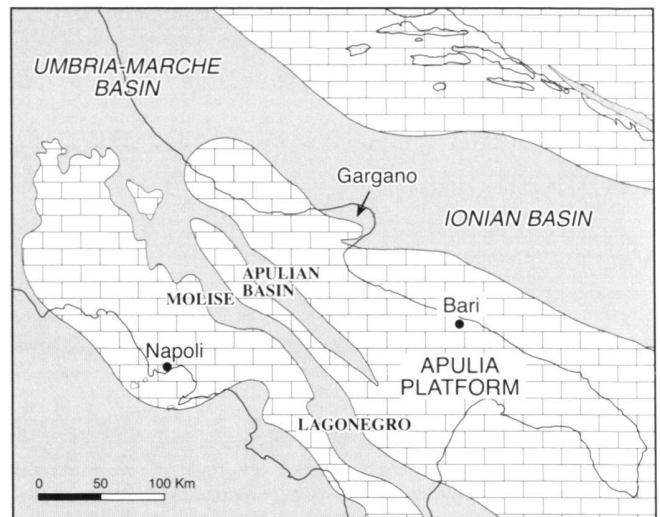 UMBRIA-MARCHE
BASIN
Gargano
IONIAN BASIN
APULIAN
BASIN
MOLISE
Bari
Napoli
APULIA
PLATFORM
LAGONEGRO
0 50 100 Km